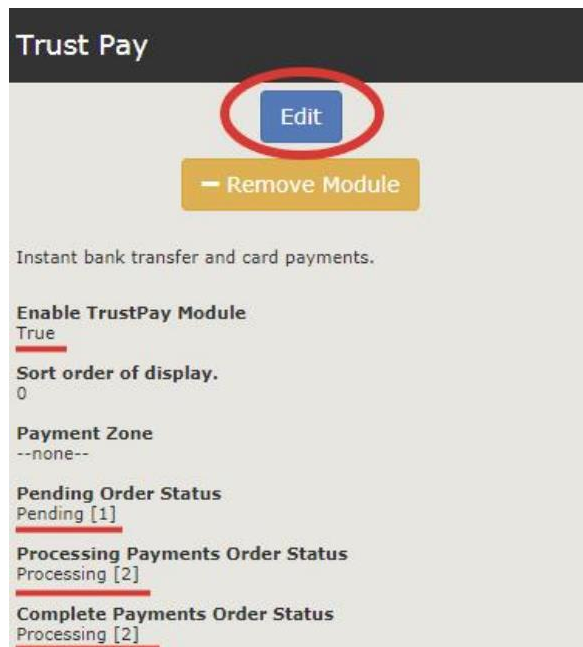 Trust Pay
Edit
Remove Module
Instant bank transfer and card payments.
Enable TrustPay Module
True
Sort order of display.
0
Payment Zone
--none--
Pending Order Status
Pending [1]
Processing Payments Order Status
Processing [2]
Complete Payments Order Status
Processing [2]